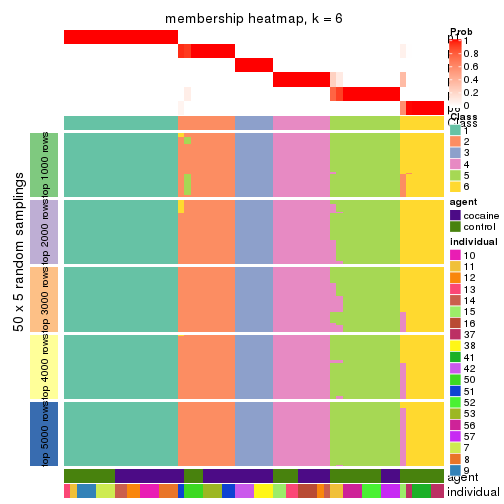 membership heatmap, k = 6
50 x 5 random samplings
top 1000 rows
top 2000 rows
top 3000 rows
top 4000 rows
top 5000 rows
Prob
1
0.8
0.6
0.4
0.2
0
Class
Class
1
2
3
4
5
6
agent
cocaine
control
individual
10
11
12
13
14
15
16
37
38
41
42
50
51
52
53
56
57
7
8
9
agent
individual